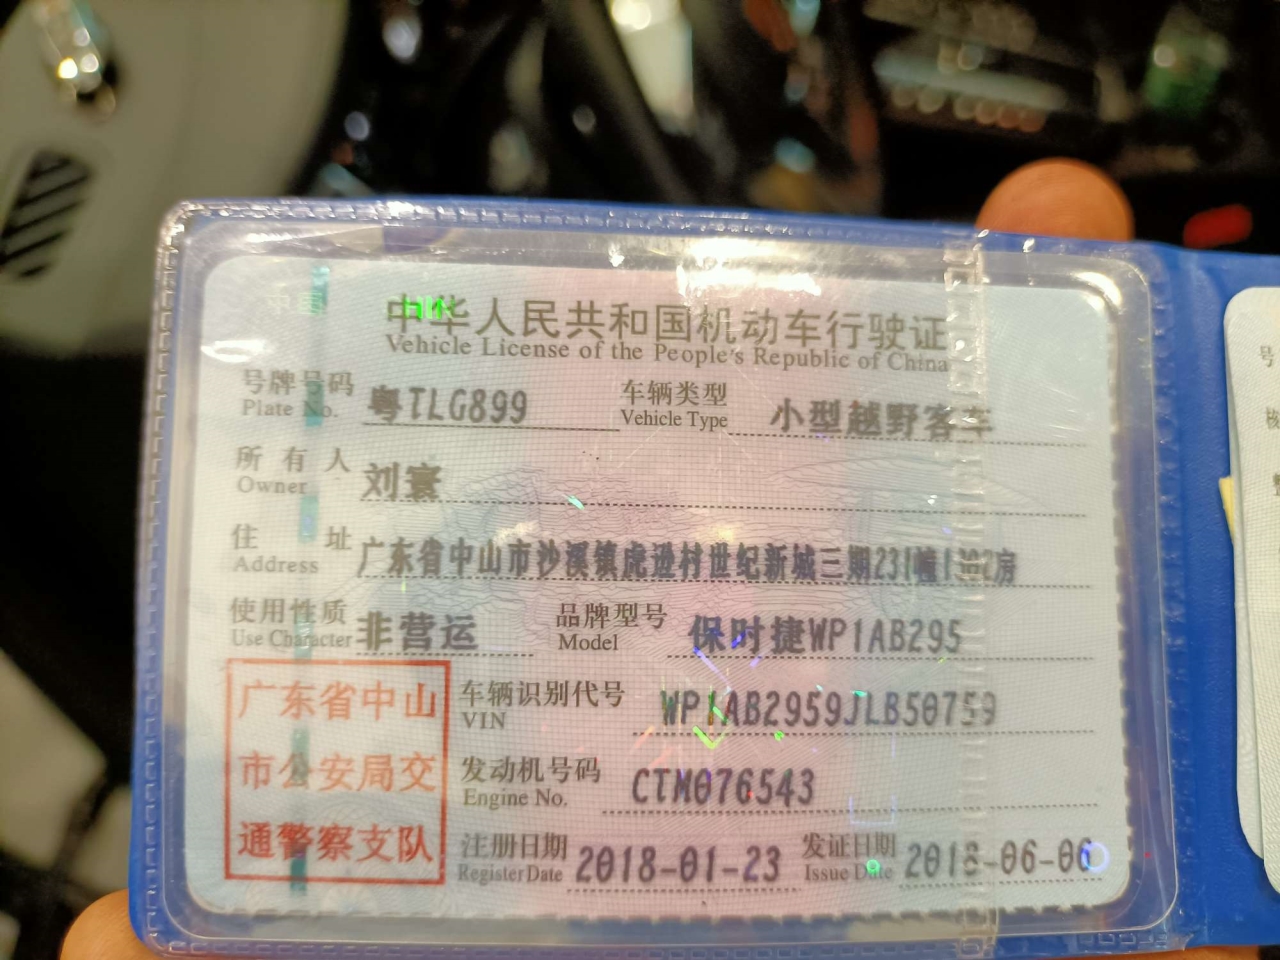 中华人民共和国机动车行驶证
Vehicle License of the People's Republic of China
号牌号码 粤TLG899 车辆类型 小型越野客车
Plate No. Vehicle Type
所有人 刘寰
Owner
住址 广东省中山市沙溪镇虎逊村世纪新城三期231幢1302房
Address
使用性质 非营运 品牌型号 保时捷WP1AB295
Use Character Model
车辆识别代号 WP1AB2959JLB50759
VIN
发动机号码 CTM076543
Engine No.
注册日期 2018-01-23 发证日期 2018-06-06
Register Date Issue Date
广东省中山
市公安局交
通警察支队
号